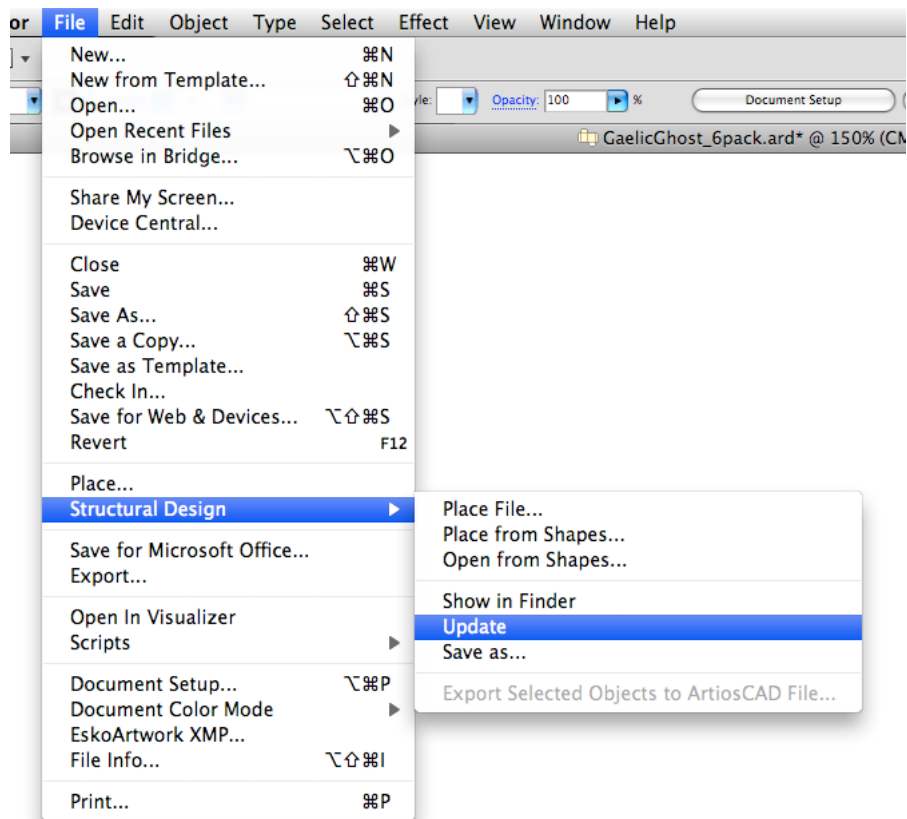 or File Edit Object Type Select Effect View Window Help
New... ⌘N
New from Template... ⇧⌘N
Open... ⌘O
Open Recent Files ▶
Browse in Bridge... ⌥⌘O
Share My Screen...
Device Central...
Close ⌘W
Save ⌘S
Save As... ⇧⌘S
Save a Copy... ⌥⌘S
Save as Template...
Check In...
Save for Web & Devices... ⌥⇧⌘S
Revert F12
Place...
Structural Design ▶
Save for Microsoft Office...
Export...
Open In Visualizer
Scripts ▶
Document Setup... ⌥⌘P
Document Color Mode ▶
EskoArtwork XMP...
File Info... ⌥⇧⌘I
Print... ⌘P
yle: Opacity: 100 % Document Setup
GaelicGhost_6pack.ard* @ 150% (CM
Place File...
Place from Shapes...
Open from Shapes...
Show in Finder
Update
Save as...
Export Selected Objects to ArtiosCAD File...